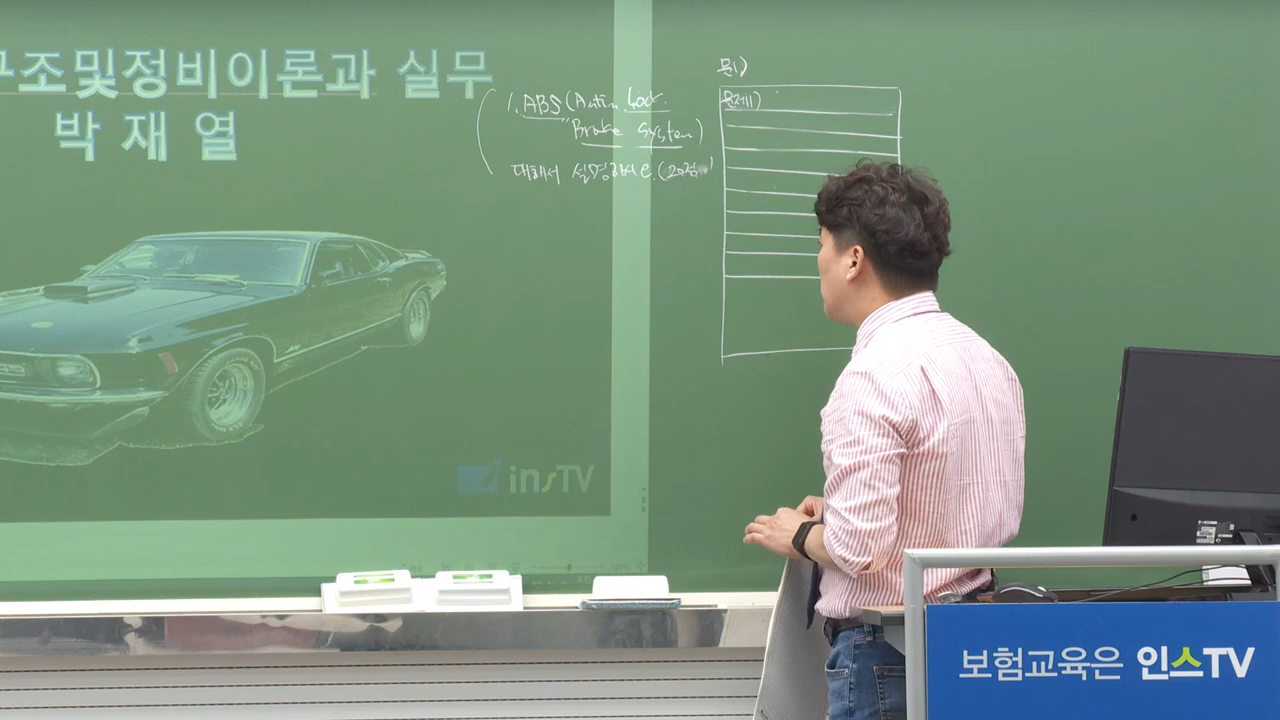 구조및정비이론과 실무
박 재 열
1. ABS (Anti Lock
Brake System)
대해서 설명하시오. (20점)
문1)
문제1)
insTV
보험교육은 인스TV